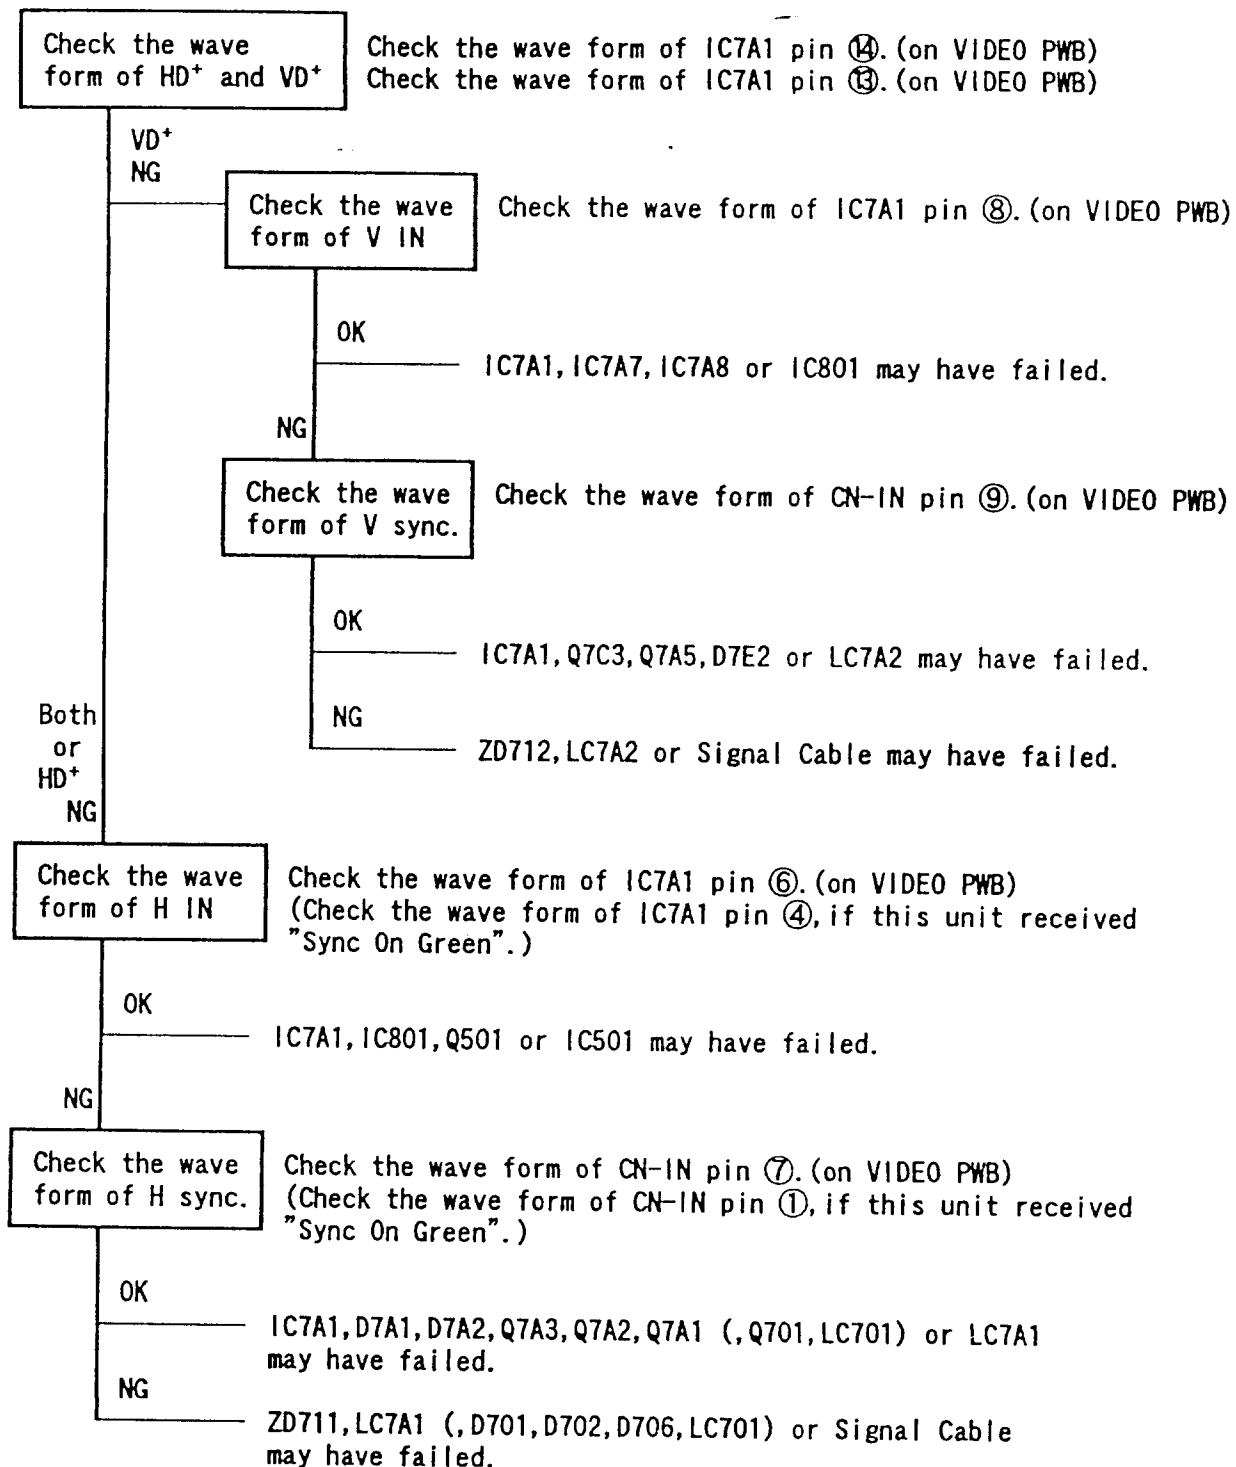 Check the wave
form of HD+ and VD+
Check the wave form of IC7A1 pin ⑭.(on VIDEO PWB)
Check the wave form of IC7A1 pin ⑬.(on VIDEO PWB)
VD+
NG
Check the wave
form of V IN
Check the wave form of IC7A1 pin ⑧.(on VIDEO PWB)
OK
IC7A1,IC7A7,IC7A8 or IC801 may have failed.
NG
Check the wave
form of V sync.
Check the wave form of CN-IN pin ⑨.(on VIDEO PWB)
OK
IC7A1,Q7C3,Q7A5,D7E2 or LC7A2 may have failed.
NG
ZD712,LC7A2 or Signal Cable may have failed.
Both
or
HD+
NG
Check the wave
form of H IN
Check the wave form of IC7A1 pin ⑥.(on VIDEO PWB)
(Check the wave form of IC7A1 pin ④,if this unit received
"Sync On Green".)
OK
IC7A1,IC801,Q501 or IC501 may have failed.
NG
Check the wave
form of H sync.
Check the wave form of CN-IN pin ⑦.(on VIDEO PWB)
(Check the wave form of CN-IN pin ①,if this unit received
"Sync On Green".)
OK
IC7A1,D7A1,D7A2,Q7A3,Q7A2,Q7A1 (,Q701,LC701) or LC7A1
may have failed.
NG
ZD711,LC7A1 (,D701,D702,D706,LC701) or Signal Cable
may have failed.